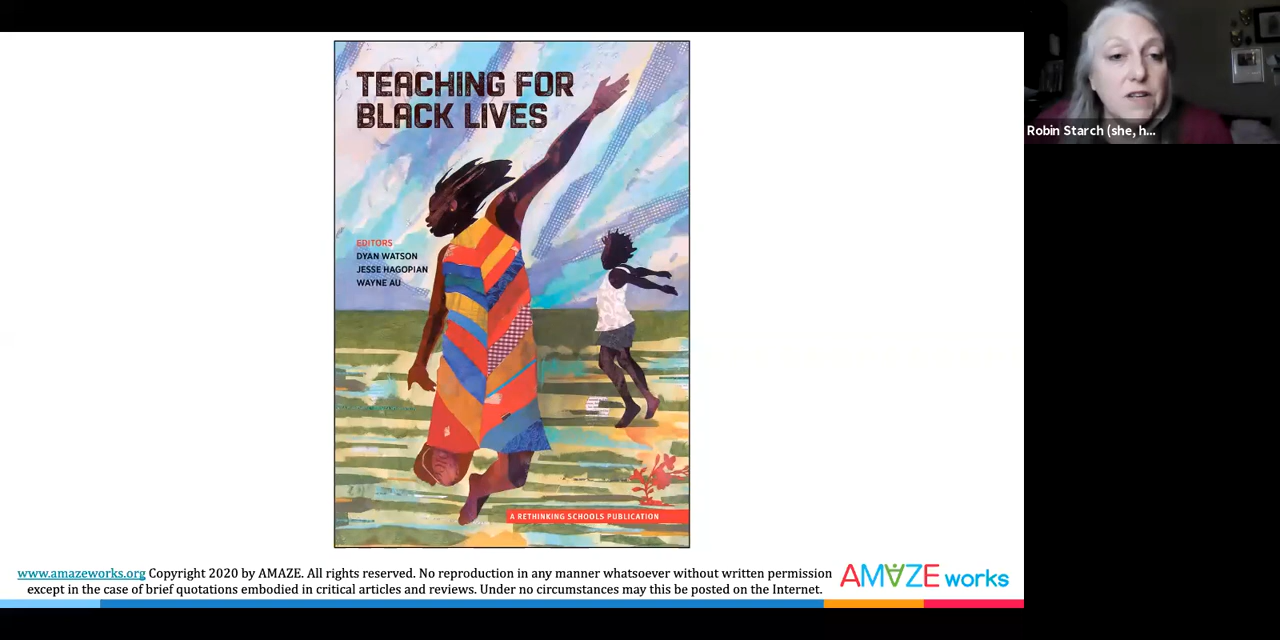 TEACHING FOR
BLACK LIVES
EDITORS
DYAN WATSON
JESSE HAGOPIAN
WAYNE AU
A RETHINKING SCHOOLS PUBLICATION
www.amazeworks.org Copyright 2020 by AMAZE. All rights reserved. No reproduction in any manner whatsoever without written permission
except in the case of brief quotations embodied in critical articles and reviews. Under no circumstances may this be posted on the Internet.
AMAZE works
Robin Starch (she, h...